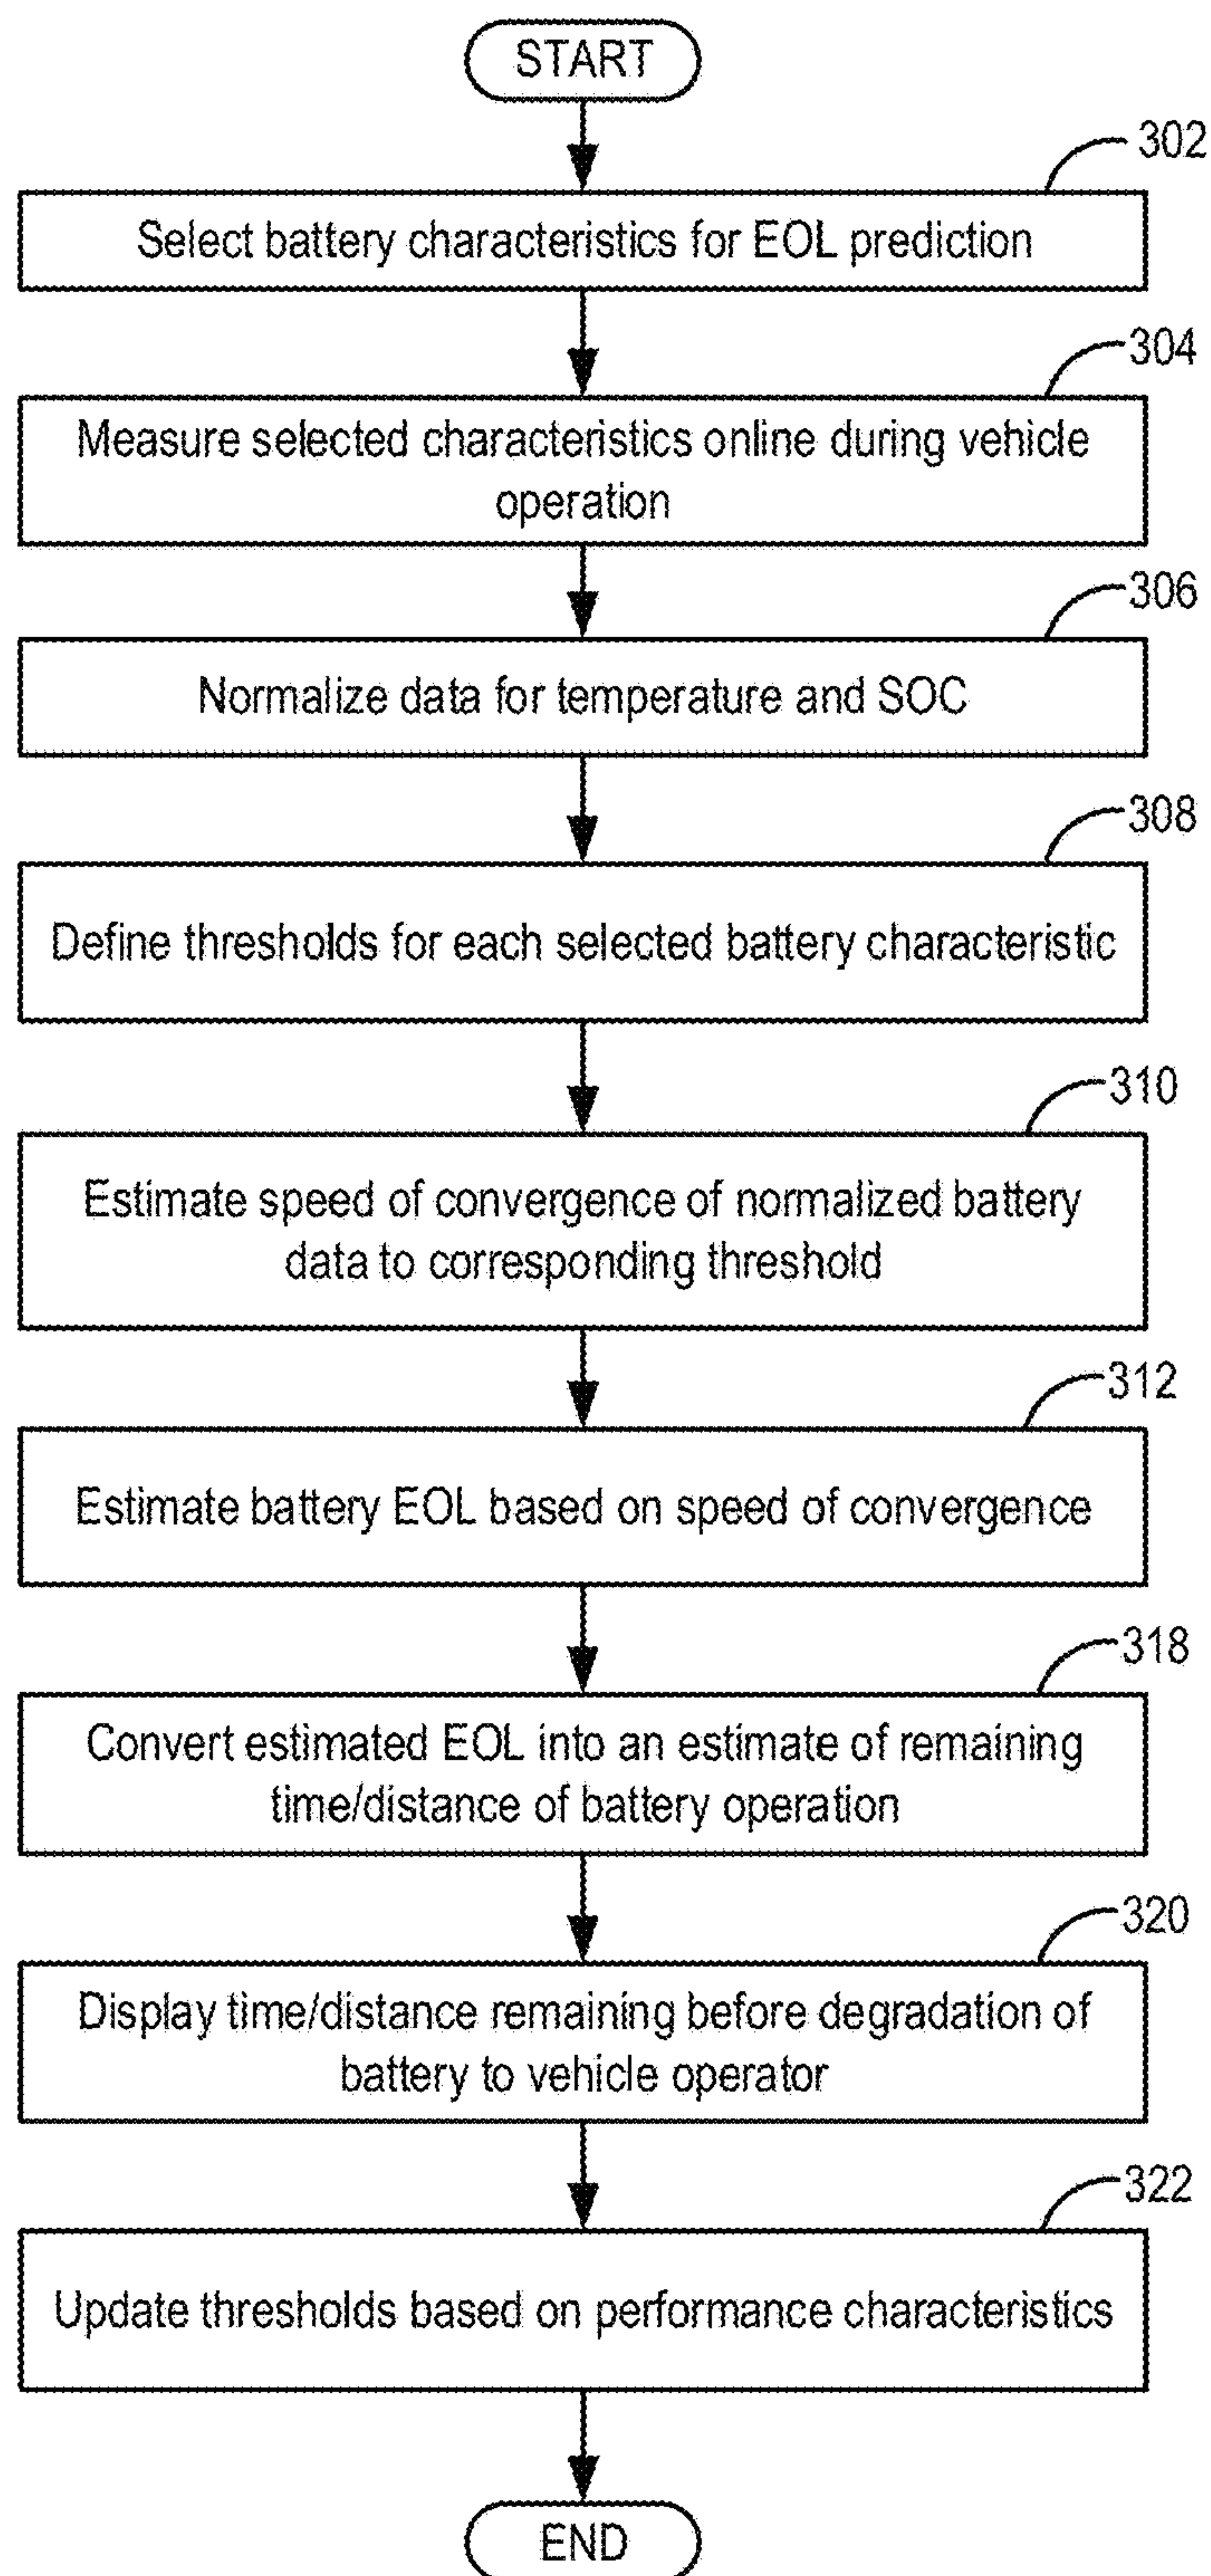 START
302
Select battery characteristics for EOL prediction
304
Measure selected characteristics online during vehicle
operation
306
Normalize data for temperature and SOC
308
Define thresholds for each selected battery characteristic
310
Estimate speed of convergence of normalized battery
data to corresponding threshold
312
Estimate battery EOL based on speed of convergence
318
Convert estimated EOL into an estimate of remaining
time/distance of battery operation
320
Display time/distance remaining before degradation of
battery to vehicle operator
322
Update thresholds based on performance characteristics
END